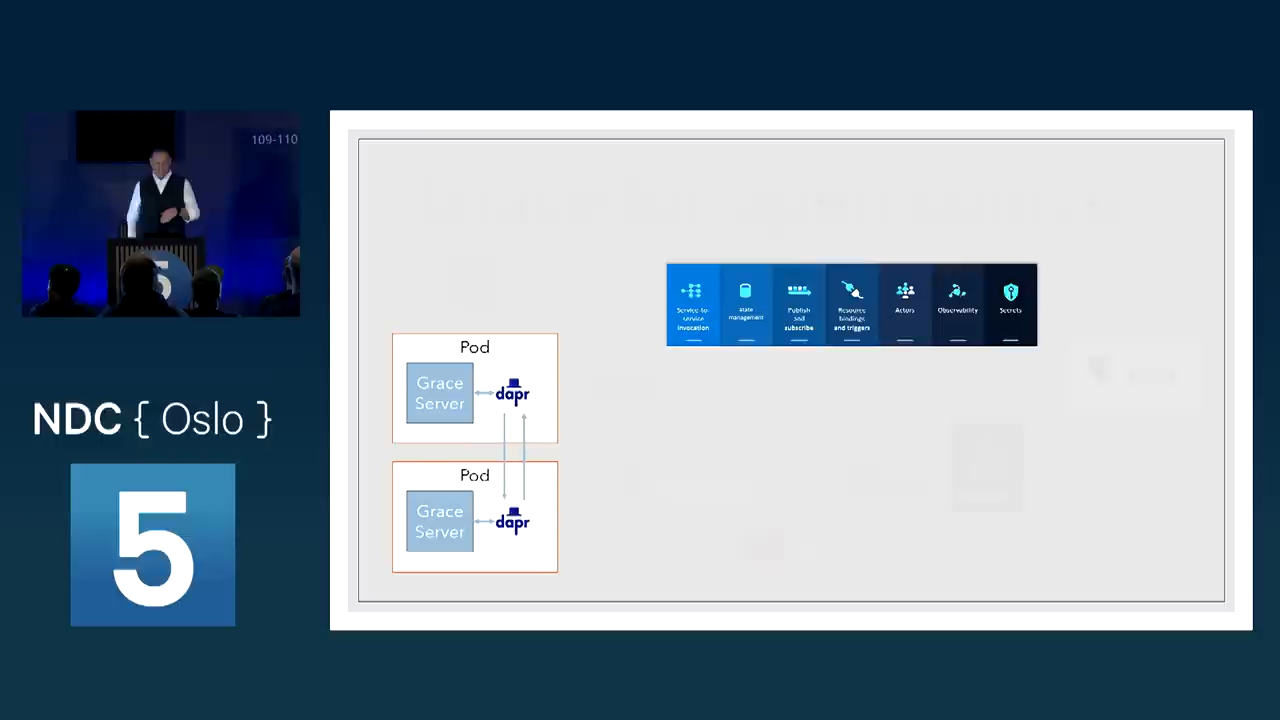 109-110
NDC { Oslo }
5
5
Service-to-
service
invocation
State
management
Publish
and
subscribe
Resource
bindings
and triggers
Actors
Observability
Secrets
Pod
Grace
Server
dapr
Pod
Grace
Server
dapr